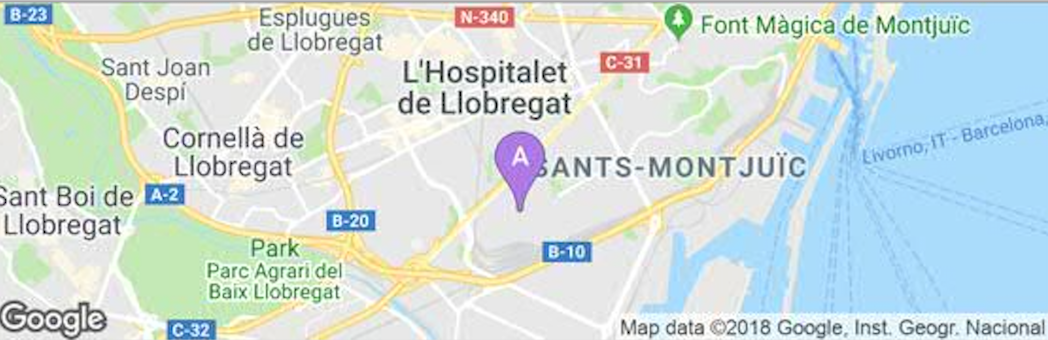 B-23
Esplugues
de Llobregat
N-340
Font Màgica de Montjuïc
C-31
Sant Joan
Despí
L'Hospitalet
de Llobregat
Cornellà de
Llobregat
A
SANTS-MONTJUÏC
Livorno, IT - Barcelona,
Sant Boi de
Llobregat
A-2
B-20
B-10
Park
Parc Agrari del
Baix Llobregat
Google
C-32
Map data ©2018 Google, Inst. Geogr. Nacional